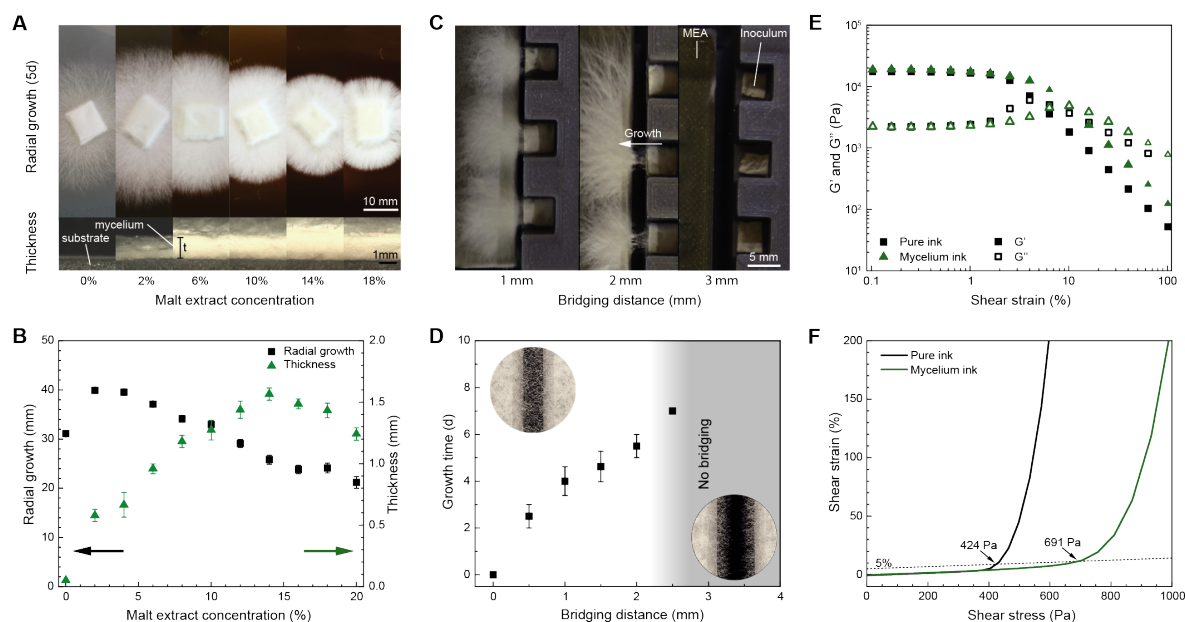 A
Radial growth (5d)
10 mm
Thickness
mycelium
substrate
t
1mm
0%
2%
6%
10%
14%
18%
Malt extract concentration
B
Radial growth (mm)
50
40
30
20
10
0
Radial growth
Thickness
2.0
1.5
1.0
0.5
0.0
Thickness (mm)
0
5
10
15
20
Malt extract concentration (%)
C
MEA
Inoculum
Growth
5 mm
1 mm
2 mm
3 mm
Bridging distance (mm)
D
Growth time (d)
10
8
6
4
2
0
No bridging
0
1
2
3
4
Bridging distance (mm)
E
G' and G'' (Pa)
10⁵
10⁴
10³
10²
10¹
Pure ink
Mycelium ink
G'
G''
0.1
1
10
100
Shear strain (%)
F
Shear strain (%)
200
150
100
50
0
Pure ink
Mycelium ink
424 Pa
691 Pa
5%
0
200
400
600
800
1000
Shear stress (Pa)